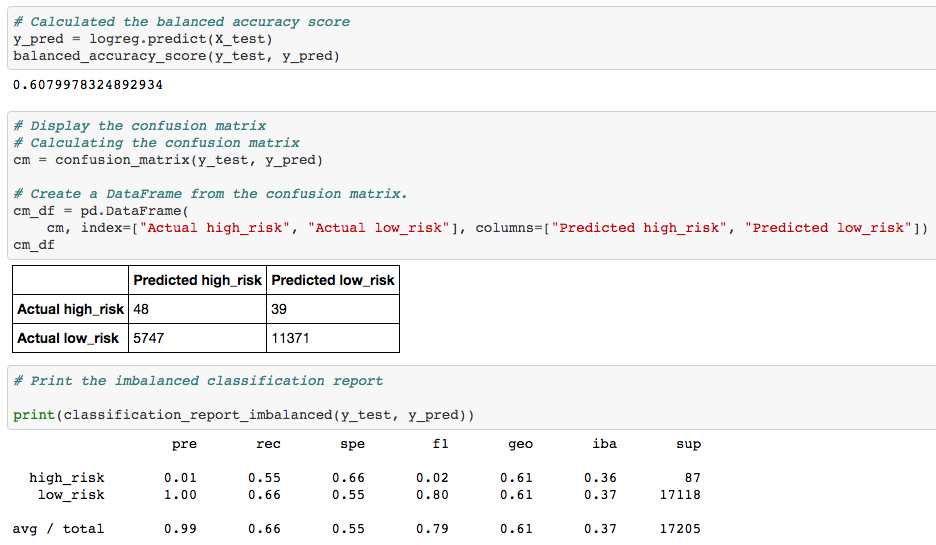 # Calculated the balanced accuracy score
y_pred = logreg.predict(X_test)
balanced_accuracy_score(y_test, y_pred)
0.6079978324892934
# Display the confusion matrix
# Calculating the confusion matrix
cm = confusion_matrix(y_test, y_pred)
# Create a DataFrame from the confusion matrix.
cm_df = pd.DataFrame(
    cm, index=["Actual high_risk", "Actual low_risk"], columns=["Predicted high_risk", "Predicted low_risk"])
cm_df
Predicted high_risk Predicted low_risk
Actual high_risk 48 39
Actual low_risk 5747 11371
# Print the imbalanced classification report
print(classification_report_imbalanced(y_test, y_pred))
pre rec spe f1 geo iba sup
high_risk 0.01 0.55 0.66 0.02 0.61 0.36 87
low_risk 1.00 0.66 0.55 0.80 0.61 0.37 17118
avg / total 0.99 0.66 0.55 0.79 0.61 0.37 17205